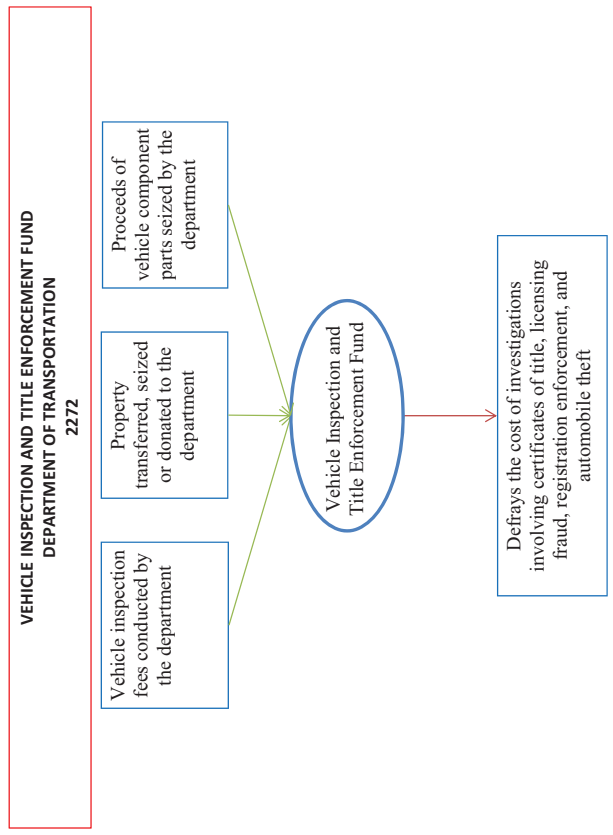 VEHICLE INSPECTION AND TITLE ENFORCEMENT FUND
DEPARTMENT OF TRANSPORTATION
2272
Vehicle inspection
fees conducted by
the department
Property
transferred, seized
or donated to the
department
Proceeds of
vehicle component
parts seized by the
department
Vehicle Inspection and
Title Enforcement Fund
Defrays the cost of investigations
involving certificates of title, licensing
fraud, registration enforcement, and
automobile theft